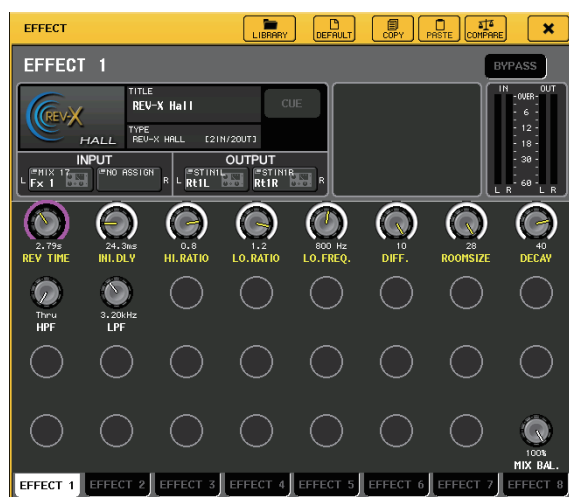 EFFECT
LIBRARY DEFAULT COPY PASTE COMPARE
EFFECT 1
BYPASS
REV-X
HALL
TITLE
REV-X Hall
CUE
TYPE
REV-X HALL [2IN/2OUT]
IN OUT
-OVER-
6
12
18
30
60
L R L R
INPUT
L MIX 17 NO ASSIGN R
Fx 1
OUTPUT
L STIN1L STIN1R R
Rt1L Rt1R
2.79s 24.3ms 0.8 1.2 800 Hz 10 28 40
REV TIME INI.DLY HI.RATIO LO.RATIO LO.FREQ. DIFF. ROOMSIZE DECAY
Thru 3.20kHz
HPF LPF
100%
MIX BAL.
EFFECT 1 EFFECT 2 EFFECT 3 EFFECT 4 EFFECT 5 EFFECT 6 EFFECT 7 EFFECT 8